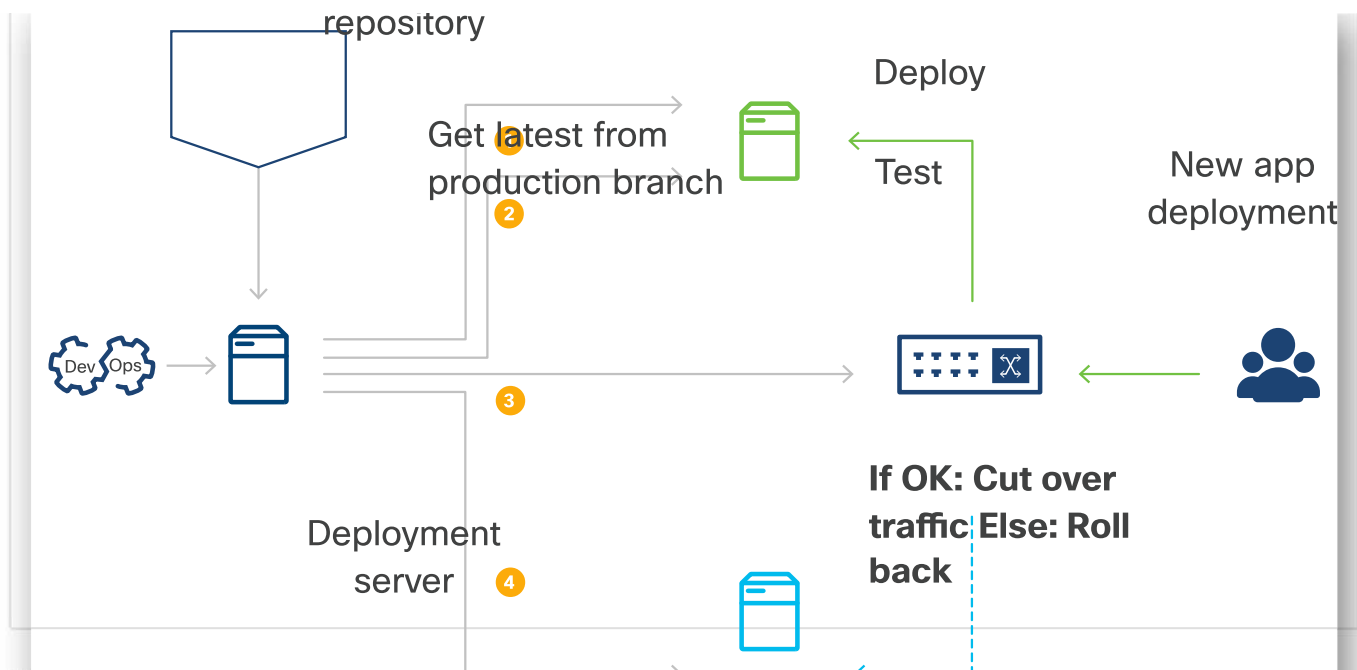 repository
Deploy
Get latest from
production branch
Test
New app
deployment
2
Dev Ops
3
If OK: Cut over
traffic Else: Roll
back
Deployment
server
4